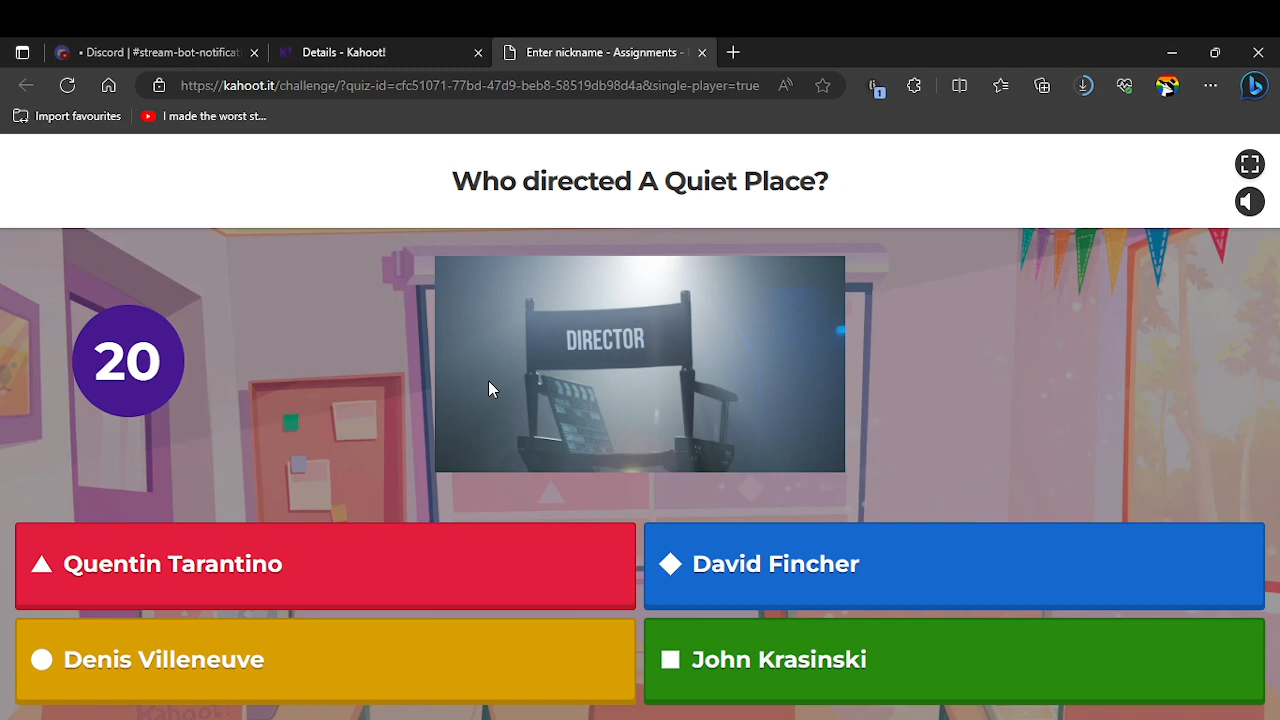 Discord | #stream-bot-notificat
Details - Kahoot!
Enter nickname - Assignments -
https://kahoot.it/challenge/?quiz-id=cfc51071-77bd-47d9-beb8-58519db98d4a&single-player=true
1
Import favourites
I made the worst st...
Who directed A Quiet Place?
20
DIRECTOR
Quentin Tarantino
David Fincher
Denis Villeneuve
John Krasinski
Kahoot!